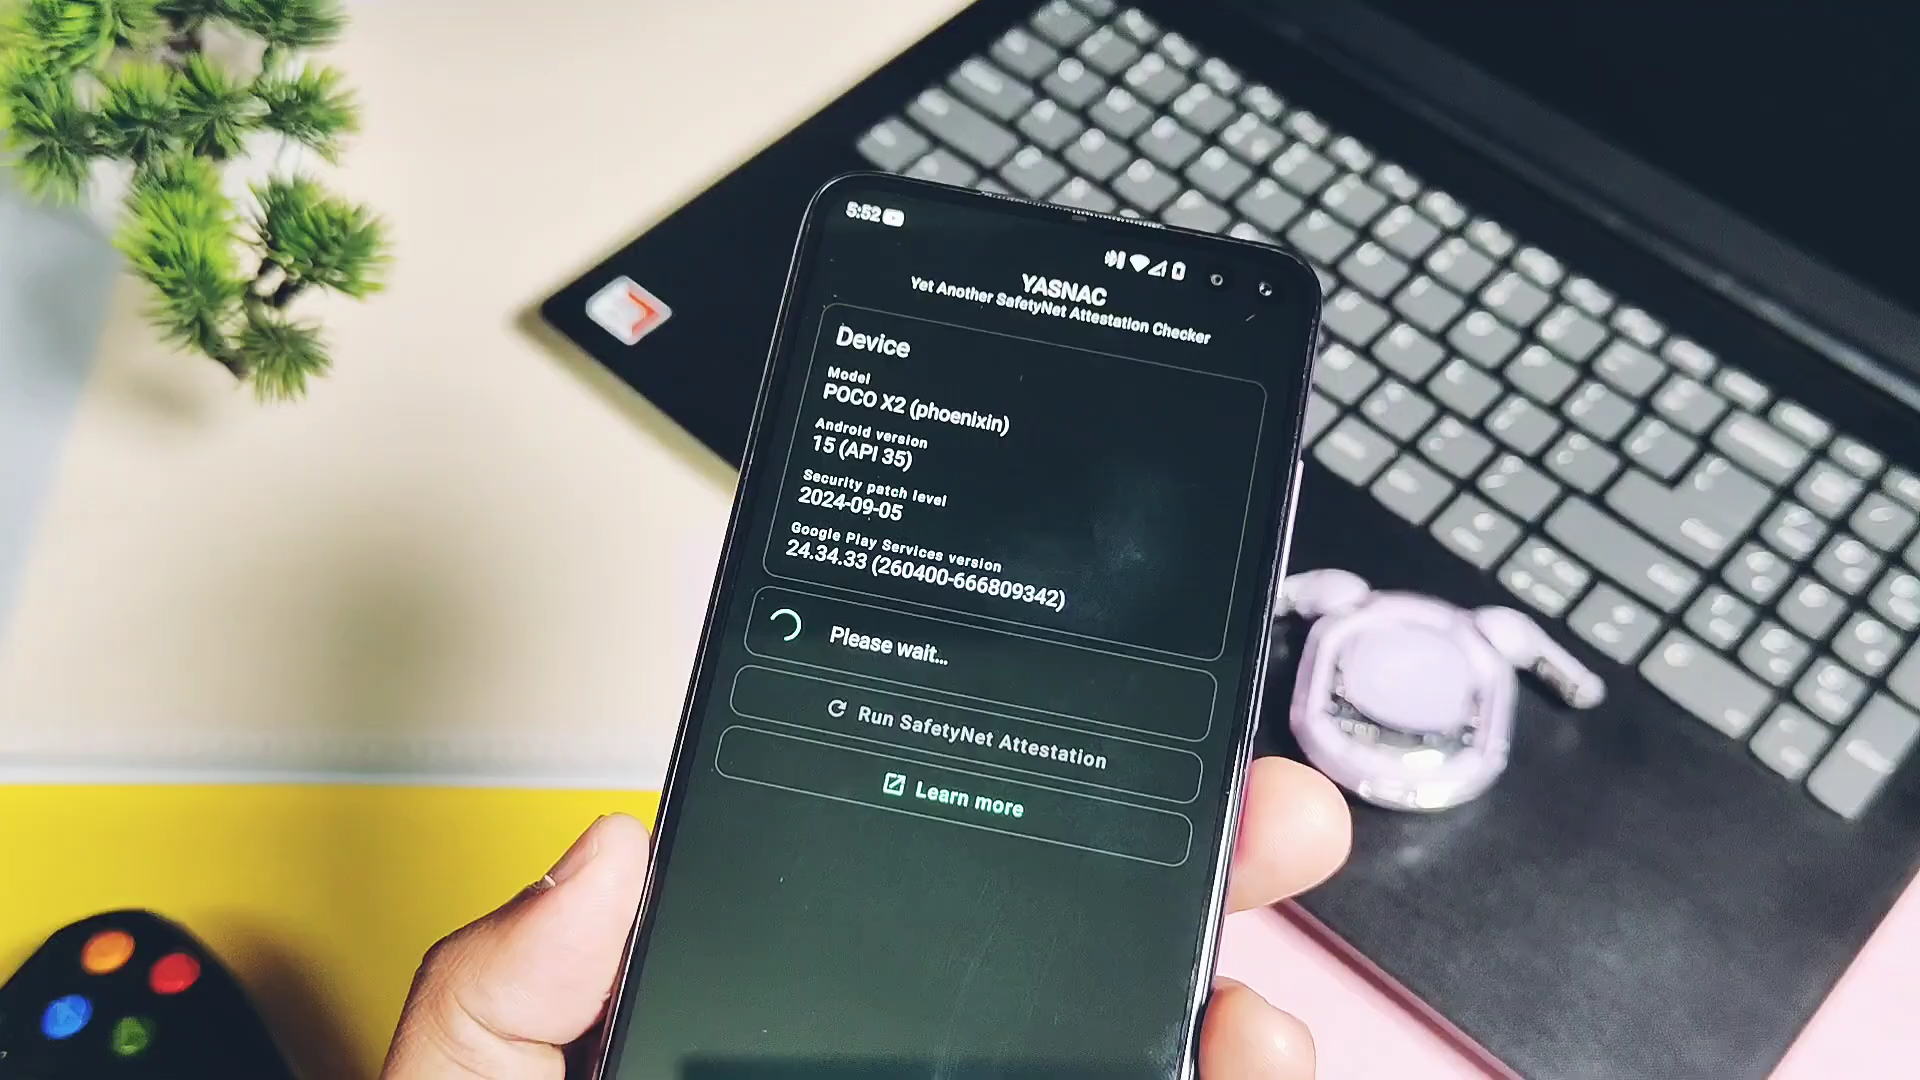 5:52
YASNAC
Yet Another SafetyNet Attestation Checker
Device
Model
POCO X2 (phoenixin)
Android version
15 (API 35)
Security patch level
2024-09-05
Google Play Services version
24.34.33 (260400-666809342)
Please wait...
Run SafetyNet Attestation
Learn more